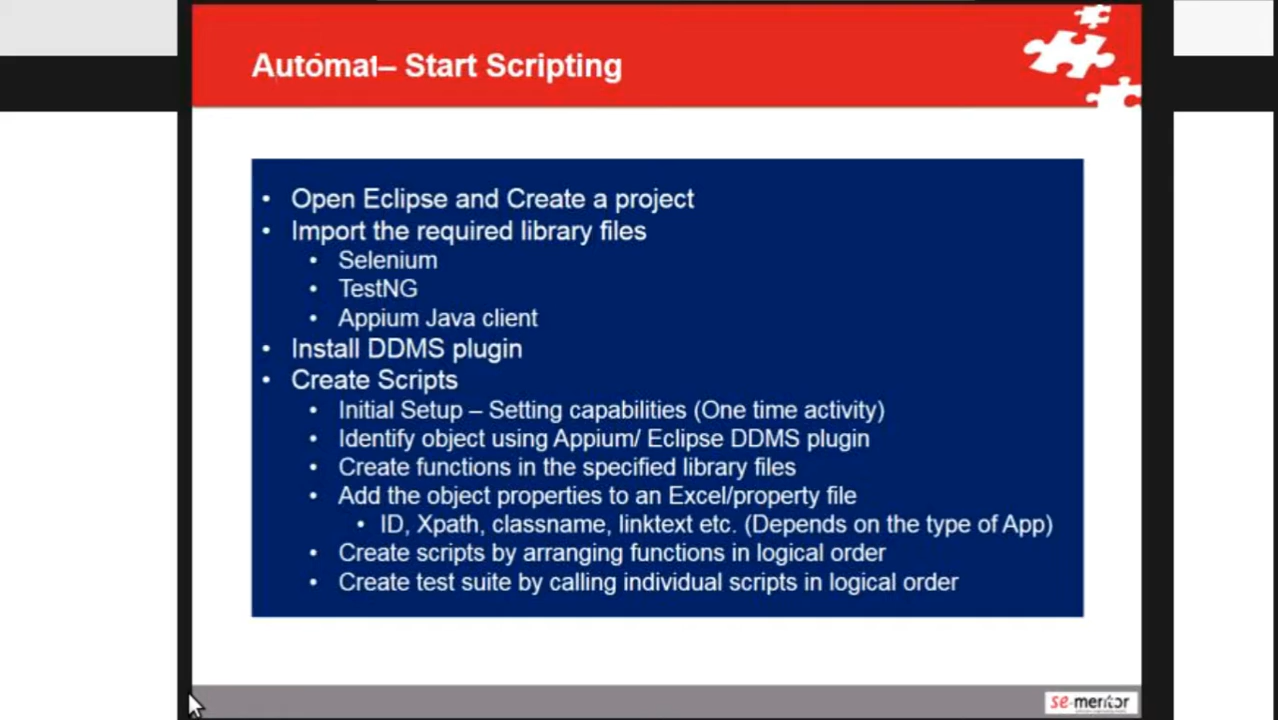 Automat– Start Scripting
• Open Eclipse and Create a project
• Import the required library files
• Selenium
• TestNG
• Appium Java client
• Install DDMS plugin
• Create Scripts
• Initial Setup – Setting capabilities (One time activity)
• Identify object using Appium/ Eclipse DDMS plugin
• Create functions in the specified library files
• Add the object properties to an Excel/property file
• ID, Xpath, classname, linktext etc. (Depends on the type of App)
• Create scripts by arranging functions in logical order
• Create test suite by calling individual scripts in logical order
se-mentor